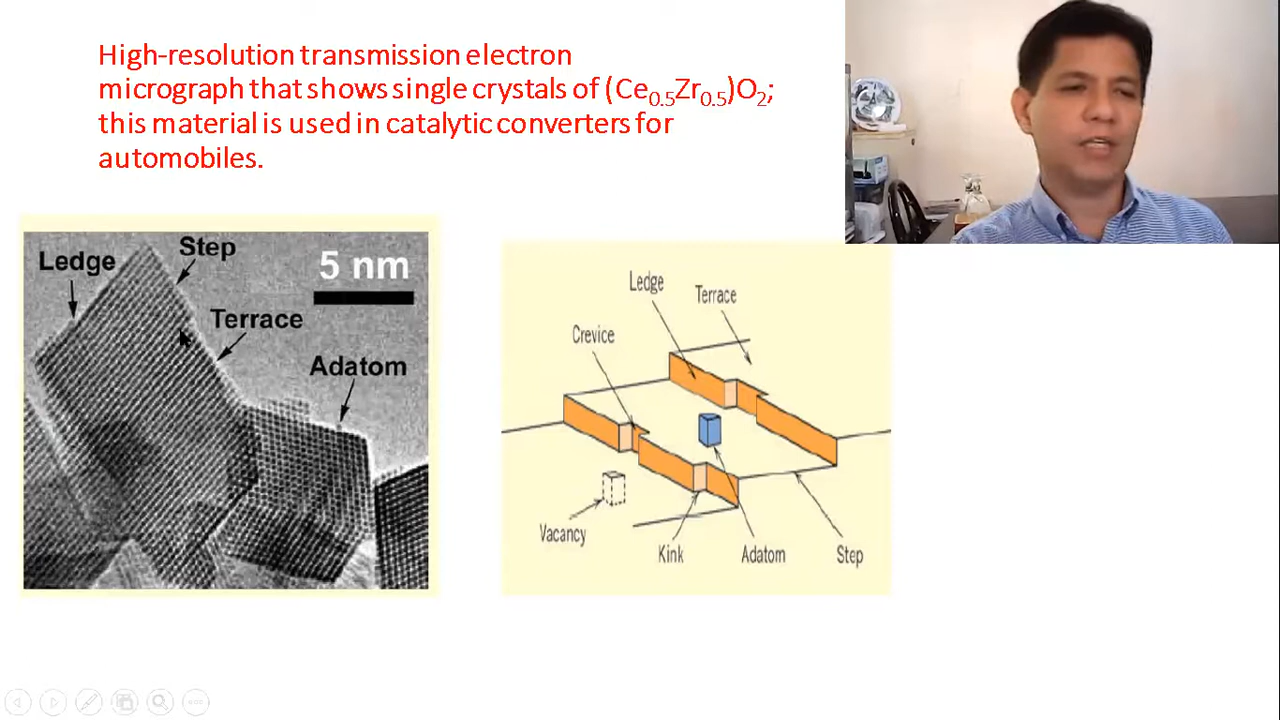 High-resolution transmission electron
micrograph that shows single crystals of (Ce0.5Zr0.5)O2;
this material is used in catalytic converters for
automobiles.
Ledge
Step
5 nm
Terrace
Adatom
Ledge
Terrace
Crevice
Vacancy
Kink
Adatom
Step